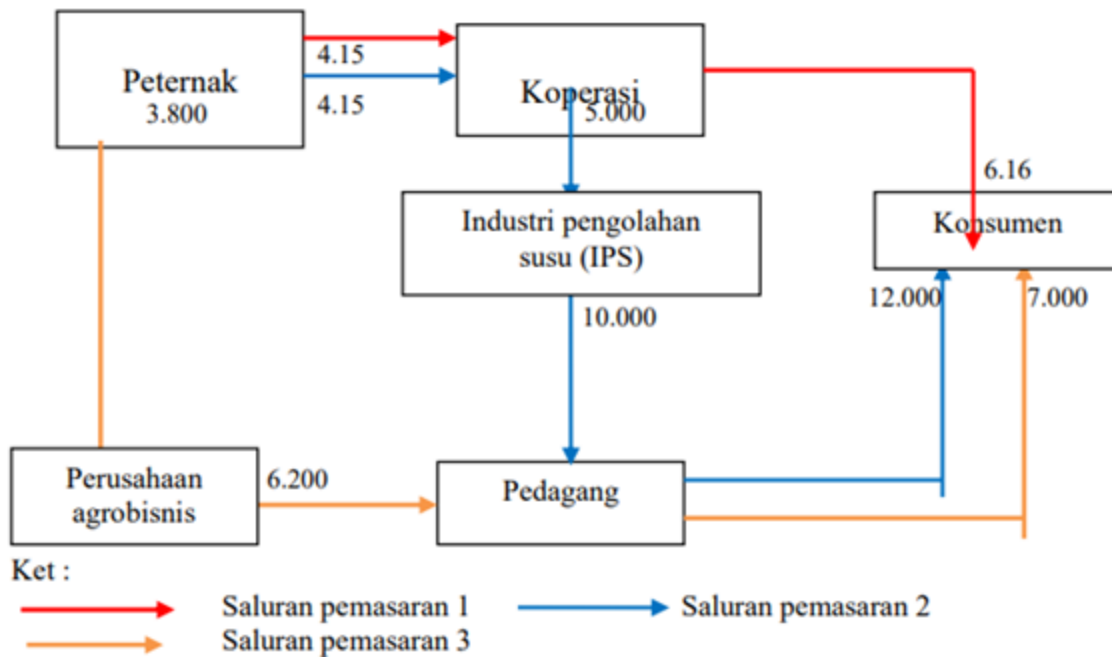 Peternak
3.800
4.15
4.15
Koperasi
5.000
6.16
Industri pengolahan
susu (IPS)
Konsumen
10.000
12.000
7.000
Perusahaan
agrobisnis
6.200
Pedagang
Ket :
Saluran pemasaran 1
Saluran pemasaran 2
Saluran pemasaran 3